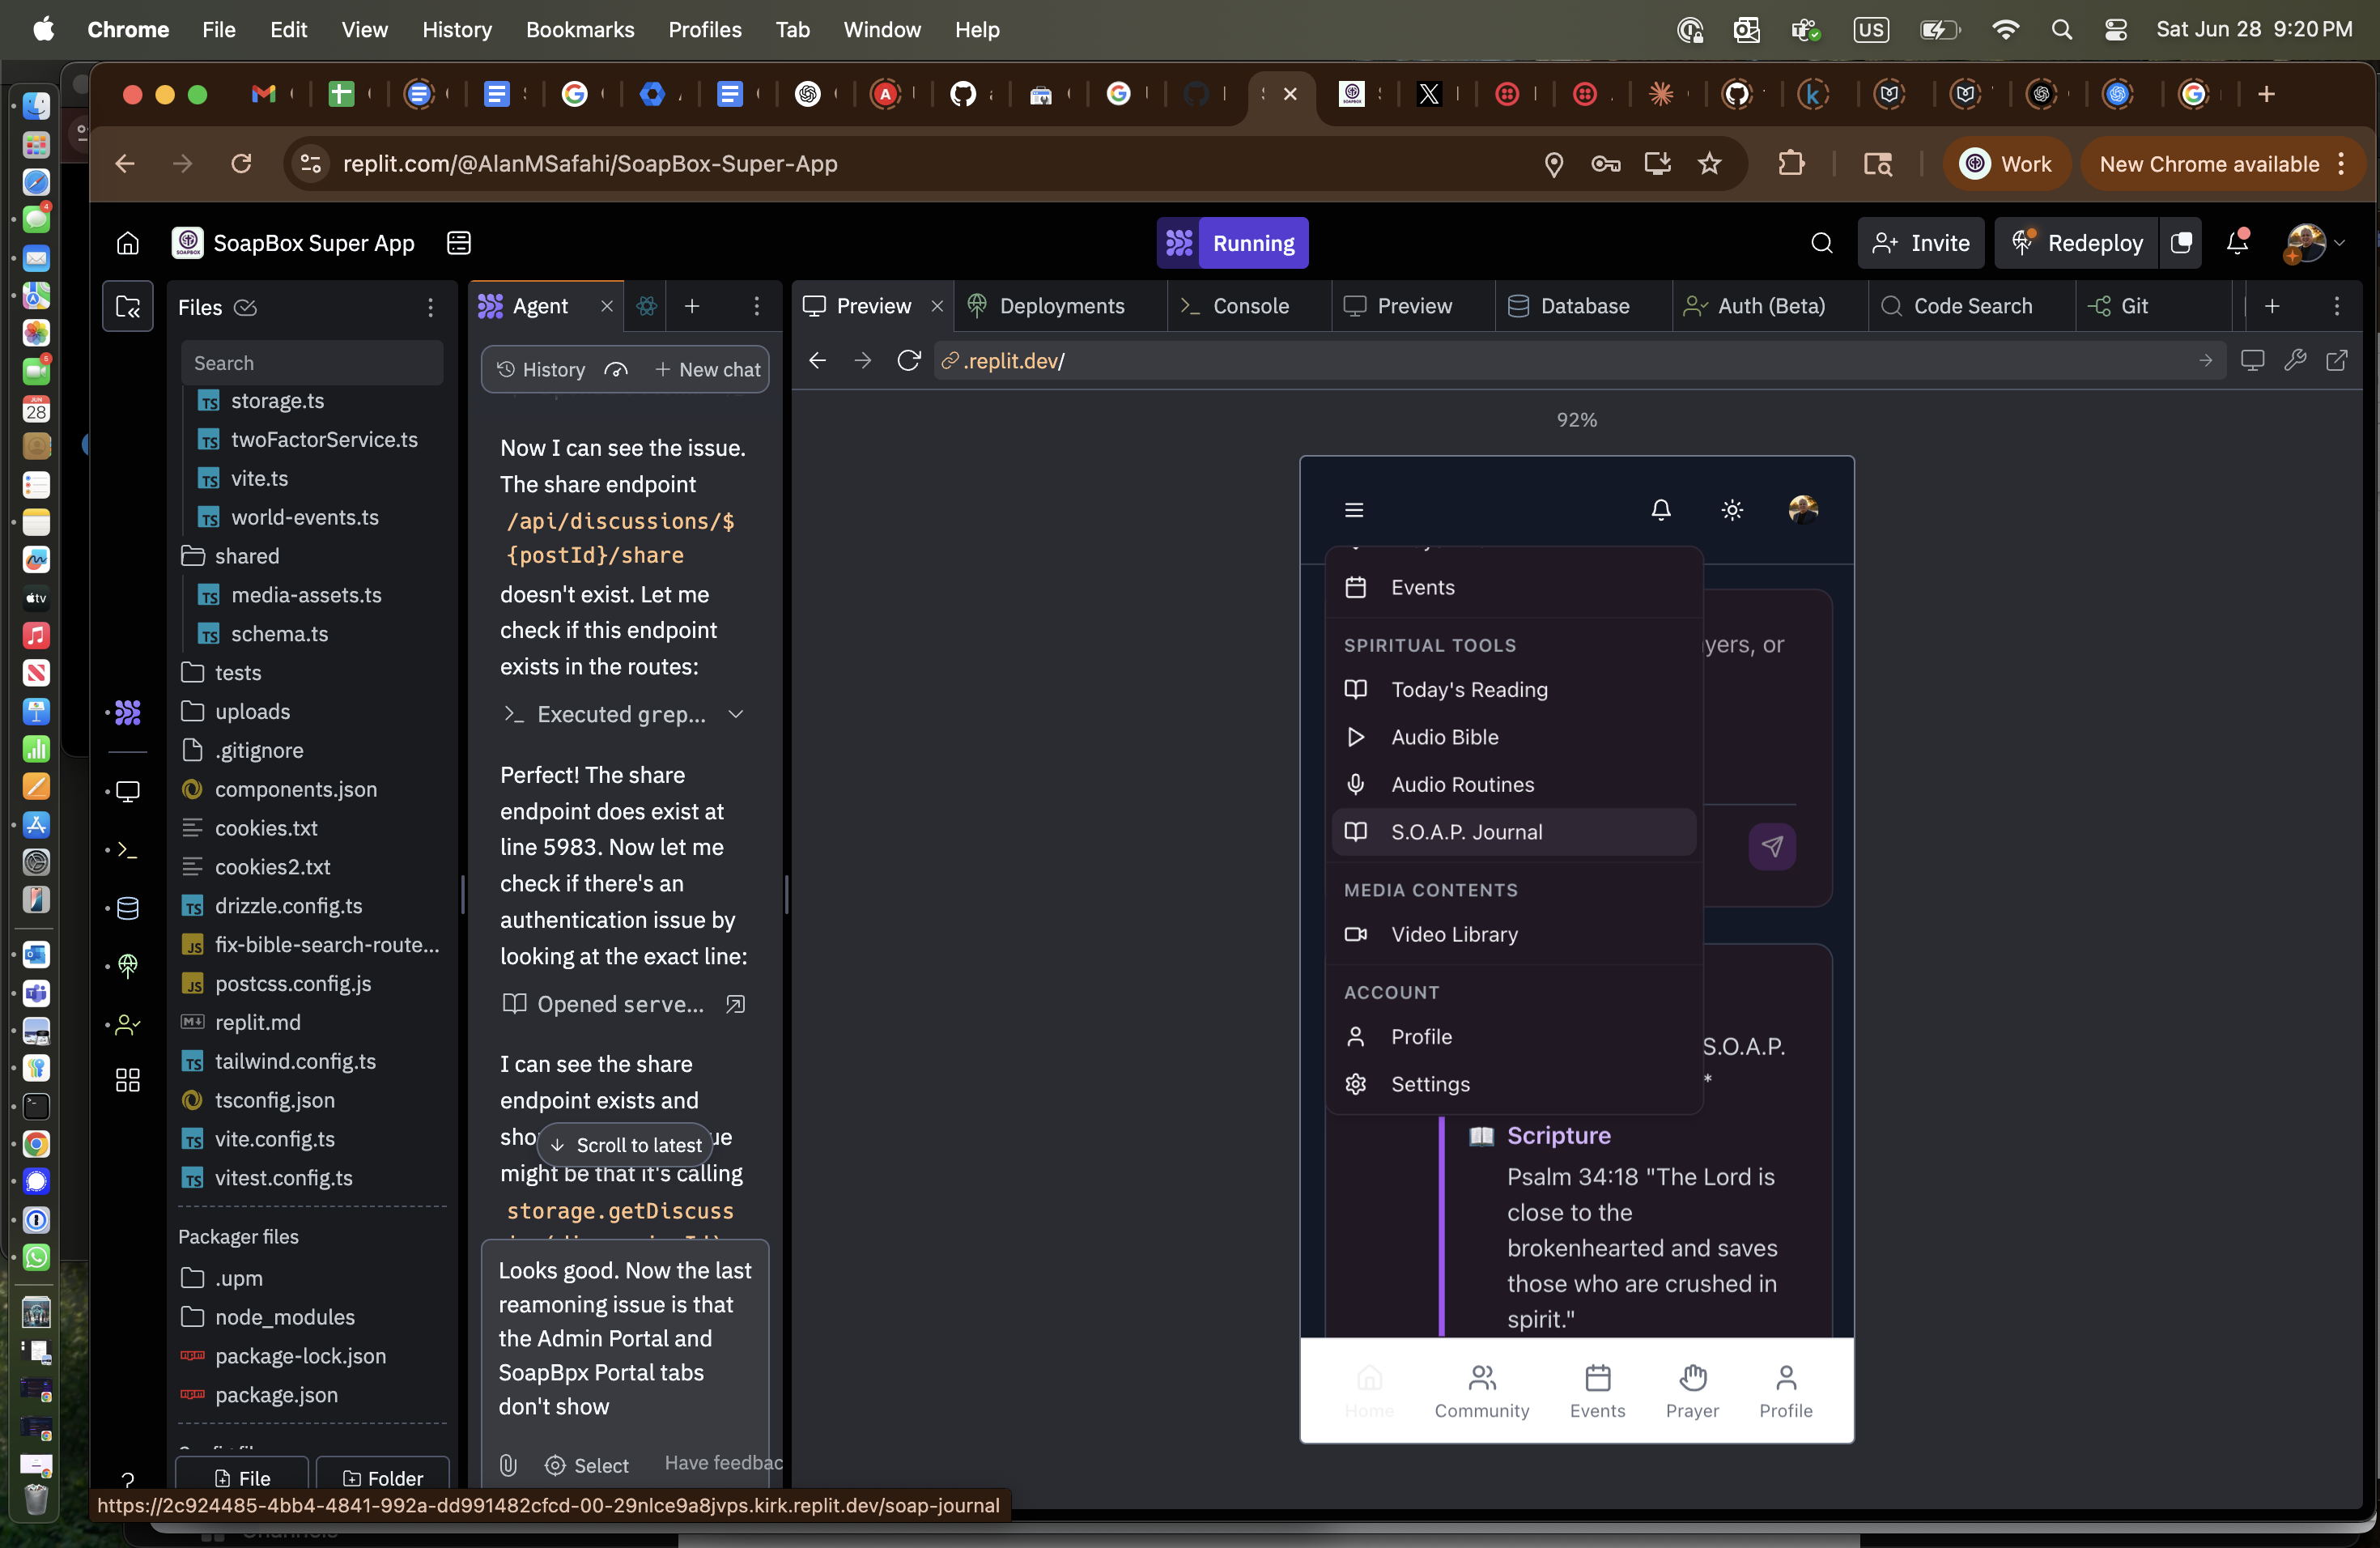 Chrome File Edit View History Bookmarks Profiles Tab Window Help
US
Sat Jun 28 9:20 PM
replit.com/@AlanMSafahi/SoapBox-Super-App
Work
New Chrome available
SoapBox Super App
Running
Invite
Redeploy
Files
Agent
Preview
Deployments
Console
Preview
Database
Auth (Beta)
Code Search
Git
Search
storage.ts
twoFactorService.ts
vite.ts
world-events.ts
shared
media-assets.ts
schema.ts
tests
uploads
.gitignore
components.json
cookies.txt
cookies2.txt
drizzle.config.ts
fix-bible-search-route...
postcss.config.js
replit.md
tailwind.config.ts
tsconfig.json
vite.config.ts
vitest.config.ts
Packager files
.upm
node_modules
package-lock.json
package.json
File
Folder
History
New chat
Now I can see the issue.
The share endpoint
/api/discussions/$
{postId}/share
doesn't exist. Let me
check if this endpoint
exists in the routes:
Executed grep...
Perfect! The share
endpoint does exist at
line 5983. Now let me
check if there's an
authentication issue by
looking at the exact line:
Opened serve...
I can see the share
endpoint exists and
sho
Scroll to latest
ue
might be that it's calling
storage.getDiscuss
Looks good. Now the last
reamoning issue is that
the Admin Portal and
SoapBpx Portal tabs
don't show
Select
Have feedbac
.replit.dev/
92%
Events
yers, or
SPIRITUAL TOOLS
Today's Reading
Audio Bible
Audio Routines
S.O.A.P. Journal
MEDIA CONTENTS
Video Library
ACCOUNT
Profile
S.O.A.P.
*
Settings
Scripture
Psalm 34:18 "The Lord is
close to the
brokenhearted and saves
those who are crushed in
spirit."
Home
Community
Events
Prayer
Profile
https://2c924485-4bb4-4841-992a-dd991482cfcd-00-29nlce9a8jvps.kirk.replit.dev/soap-journal